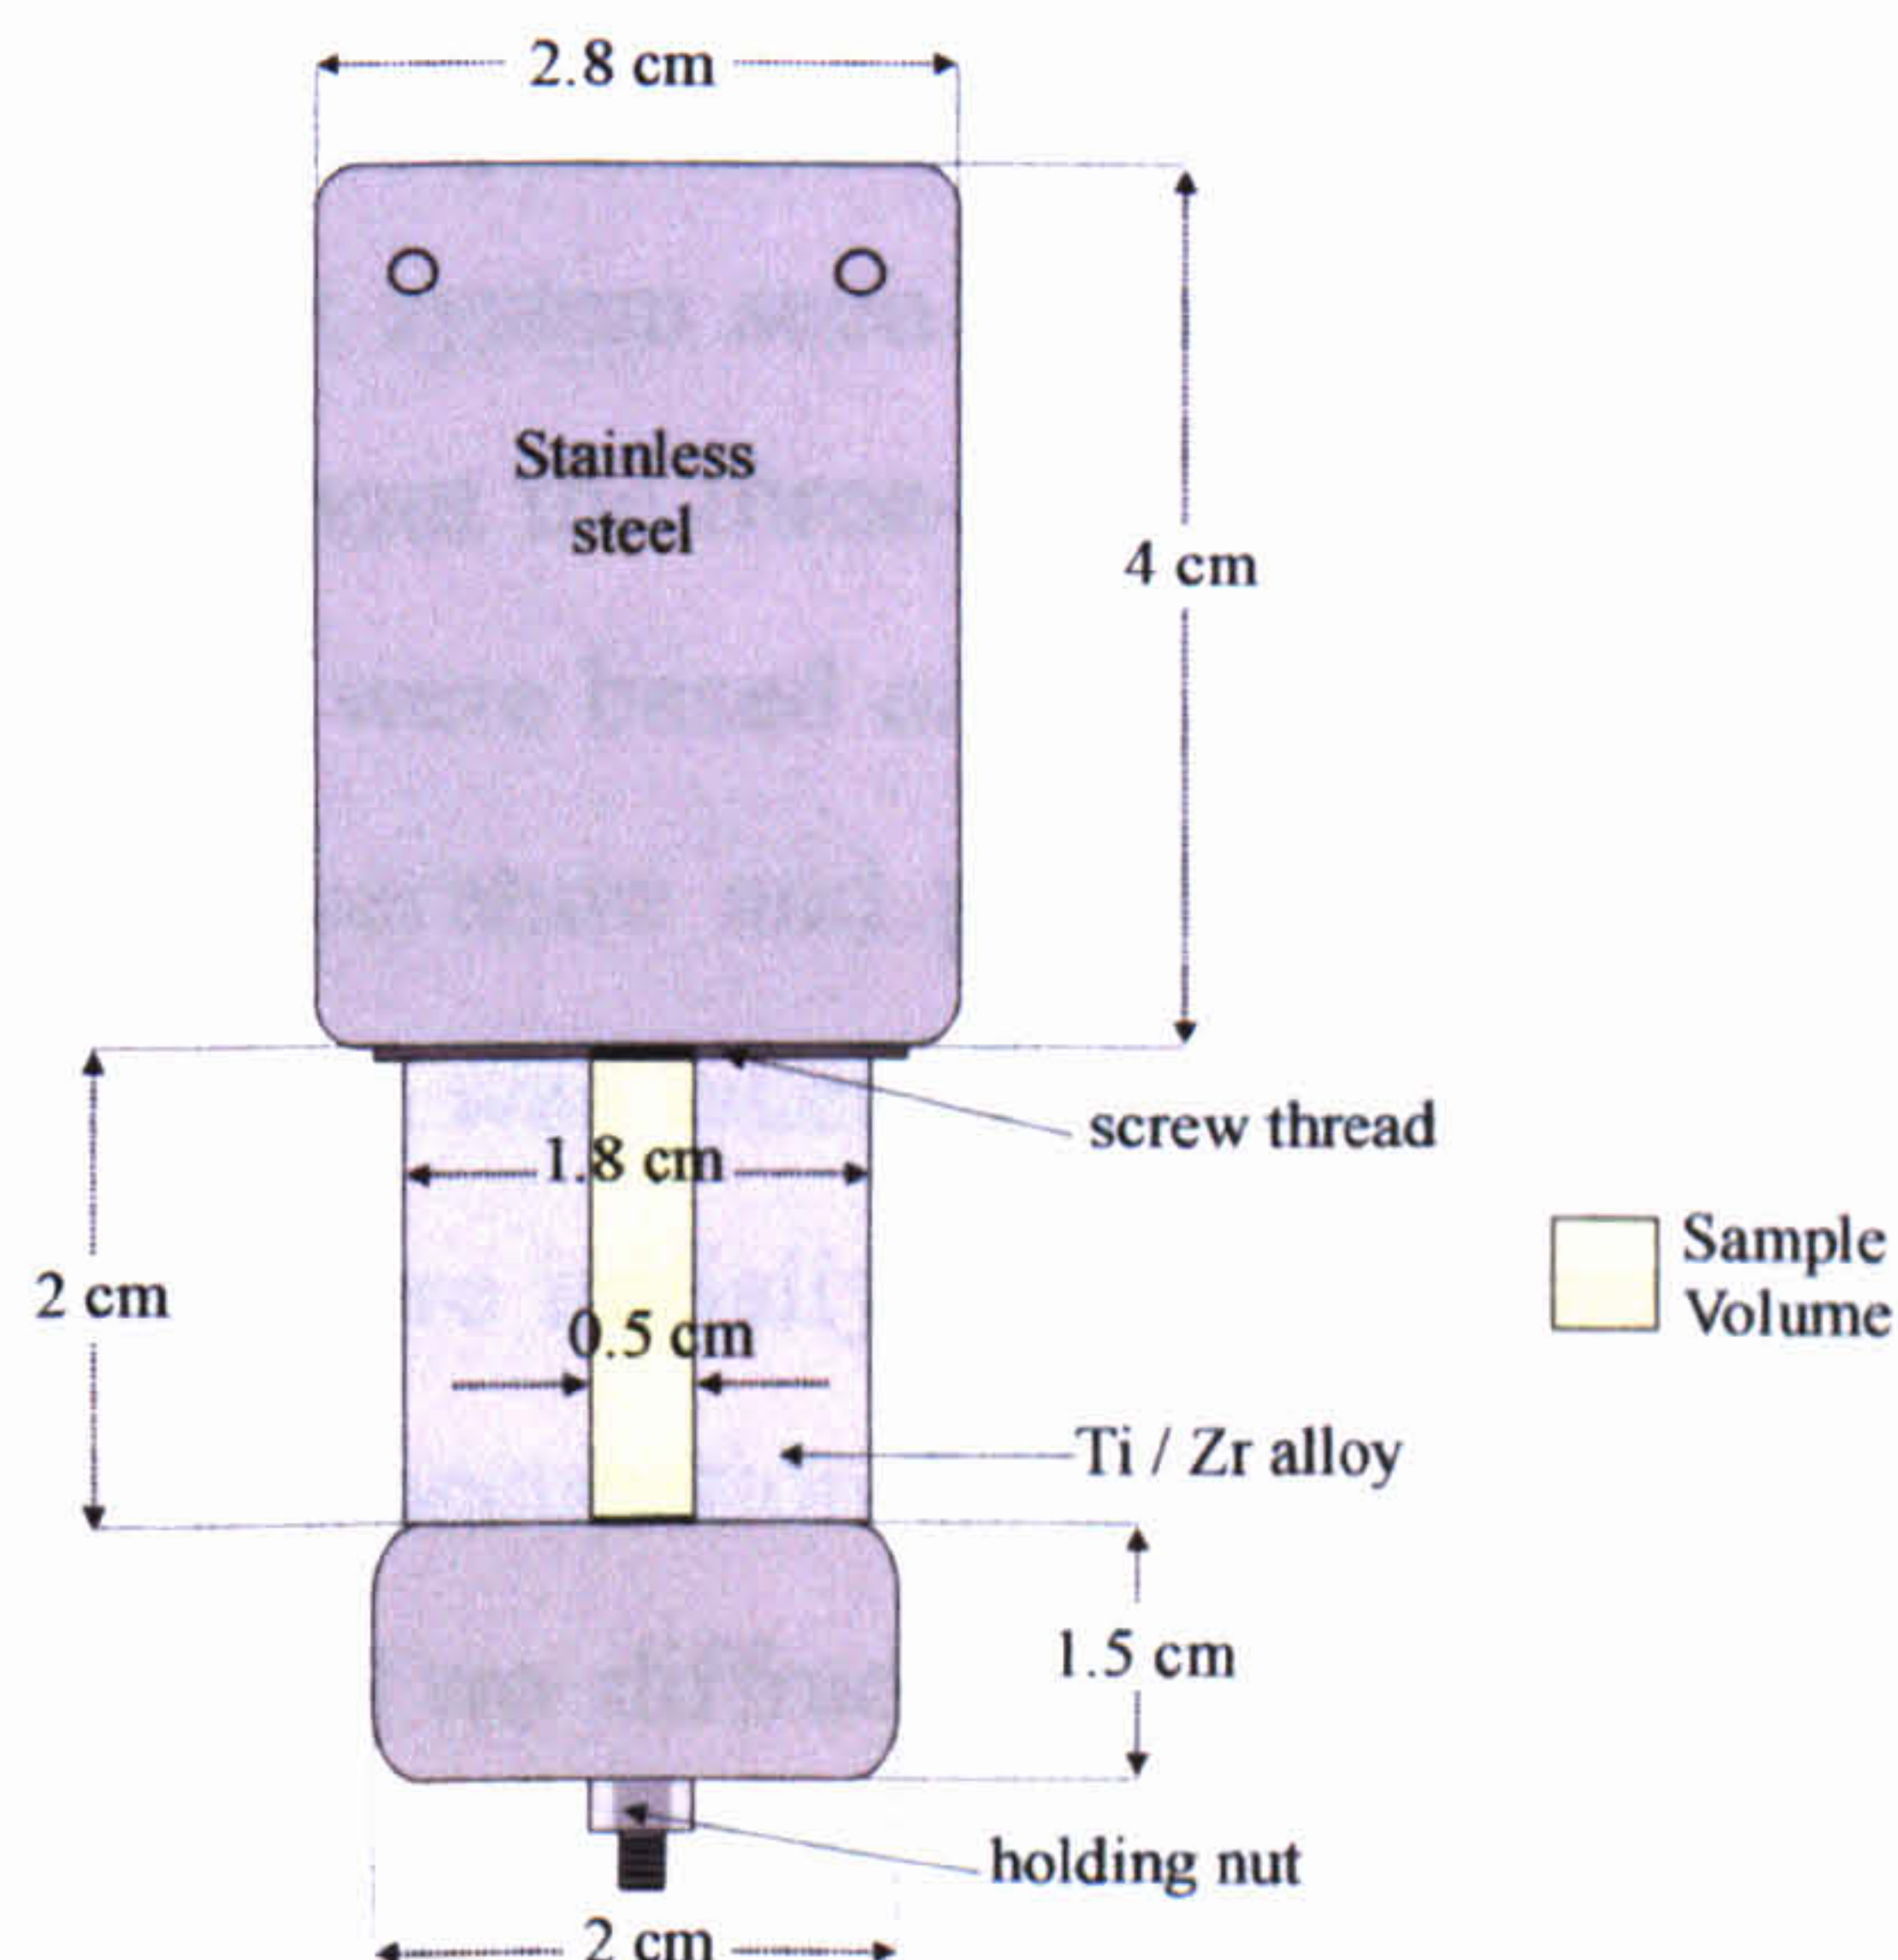 2.8 cm
Stainless
steel
4 cm
screw thread
1.8 cm
Sample
Volume
2 cm
0.5 cm
Ti / Zr alloy
1.5 cm
holding nut
2 cm